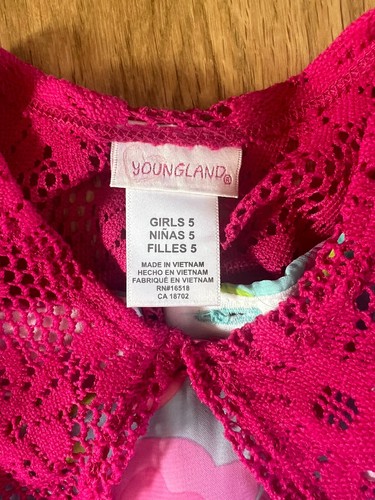 YOUNGLAND®
GIRLS 5
NIÑAS 5
FILLES 5
MADE IN VIETNAM
HECHO EN VIETNAM
FABRIQUÉ EN VIETNAM
RN#16518
CA 18702